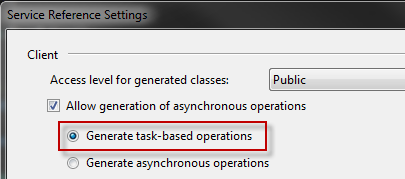 Service Reference Settings
Client
Access level for generated classes: Public
Allow generation of asynchronous operations
Generate task-based operations
Generate asynchronous operations